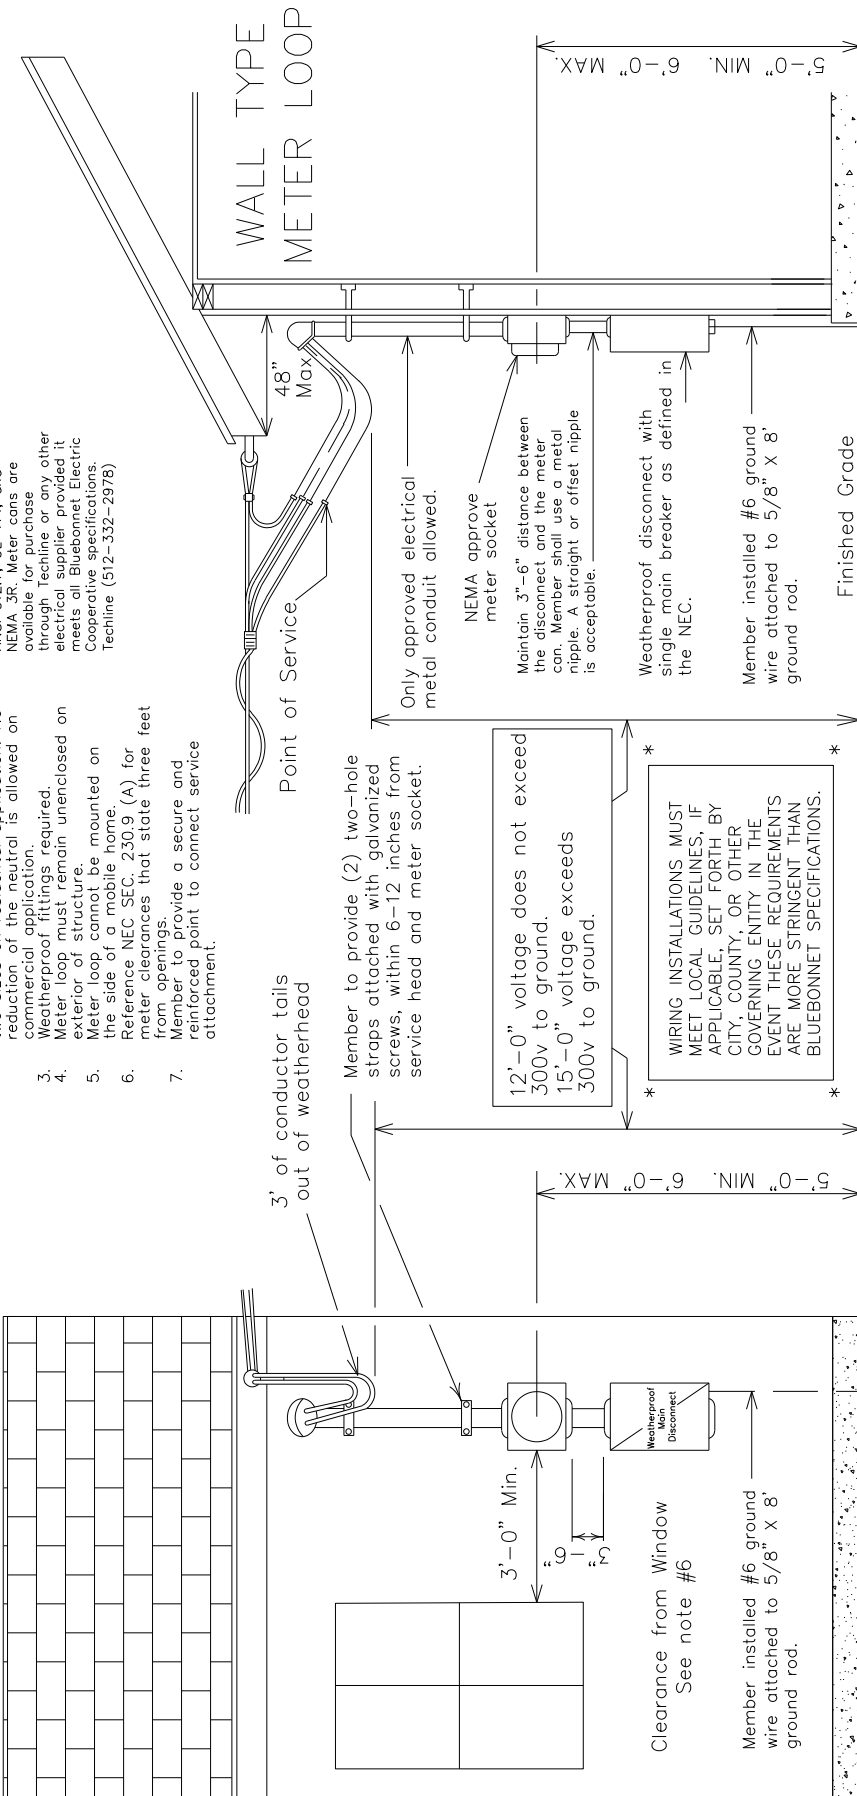 reduction of the neutral is allowed on
commercial application.
3. Weatherproof fittings required.
4. Meter loop must remain unenclosed on
exterior of structure.
5. Meter loop cannot be mounted on
the side of a mobile home.
6. Reference NEC SEC. 230.9 (A) for
meter clearances that state three feet
from openings.
7. Member to provide a secure and
reinforced point to connect service
attachment.
NEMA 3R. Meter cans are
available for purchase
through Techline or any other
electrical supplier provided it
meets all Bluebonnet Electric
Cooperative specifications.
Techline (512-332-2978)
WALL TYPE
METER LOOP
3' of conductor tails
out of weatherhead
Member to provide (2) two-hole
straps attached with galvanized
screws, within 6-12 inches from
service head and meter socket.
Point of Service
48"
Max
Only approved electrical
metal conduit allowed.
NEMA approve
meter socket
Maintain 3"-6" distance between
the disconnect and the meter
can. Member shall use a metal
nipple. A straight or offset nipple
is acceptable.
Weatherproof disconnect with
single main breaker as defined in
the NEC.
Member installed #6 ground
wire attached to 5/8" X 8'
ground rod.
Finished Grade
5'-0" MIN. 6'-0" MAX.
12'-0" voltage does not exceed
300v to ground.
15'-0" voltage exceeds
300v to ground.
* *
WIRING INSTALLATIONS MUST
MEET LOCAL GUIDELINES, IF
APPLICABLE, SET FORTH BY
CITY, COUNTY, OR OTHER
GOVERNING ENTITY IN THE
EVENT THESE REQUIREMENTS
ARE MORE STRINGENT THAN
BLUEBONNET SPECIFICATIONS.
* *
5'-0" MIN. 6'-0" MAX.
3'-0" Min.
3"-6"
Weatherproof
Main
Disconnect
Clearance from Window
See note #6
Member installed #6 ground
wire attached to 5/8" X 8'
ground rod.